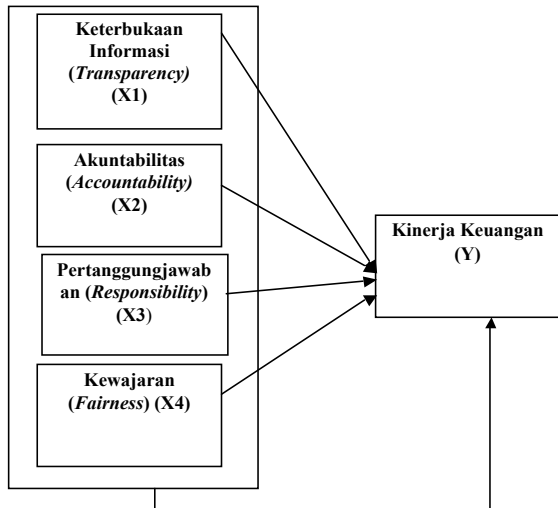 Keterbukaan
Informasi
(Transparency)
(X1)
Akuntabilitas
(Accountability)
(X2)
Pertanggungjawab
an (Responsibility)
(X3)
Kewajaran
(Fairness) (X4)
Kinerja Keuangan
(Y)